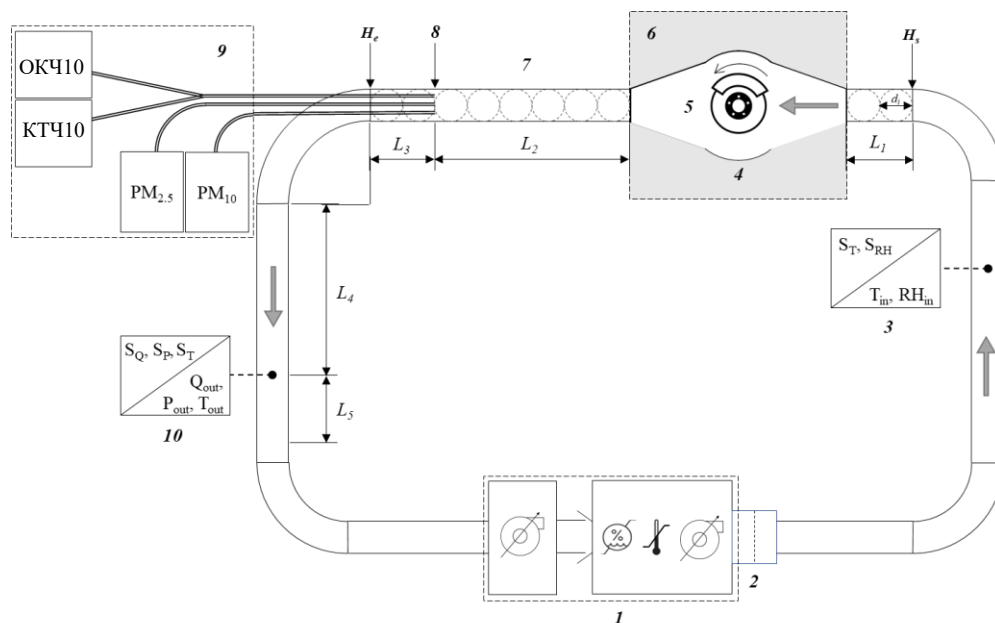 9
ОКЧ10
КТЧ10
PM2.5
PM10
He
8
7
6
Hs
5
di
4
L3
L2
L1
ST, SRH
Tin, RHin
3
L4
SQ, SP, ST
Qout,
Pout, Tout
10
L5
%
2
1